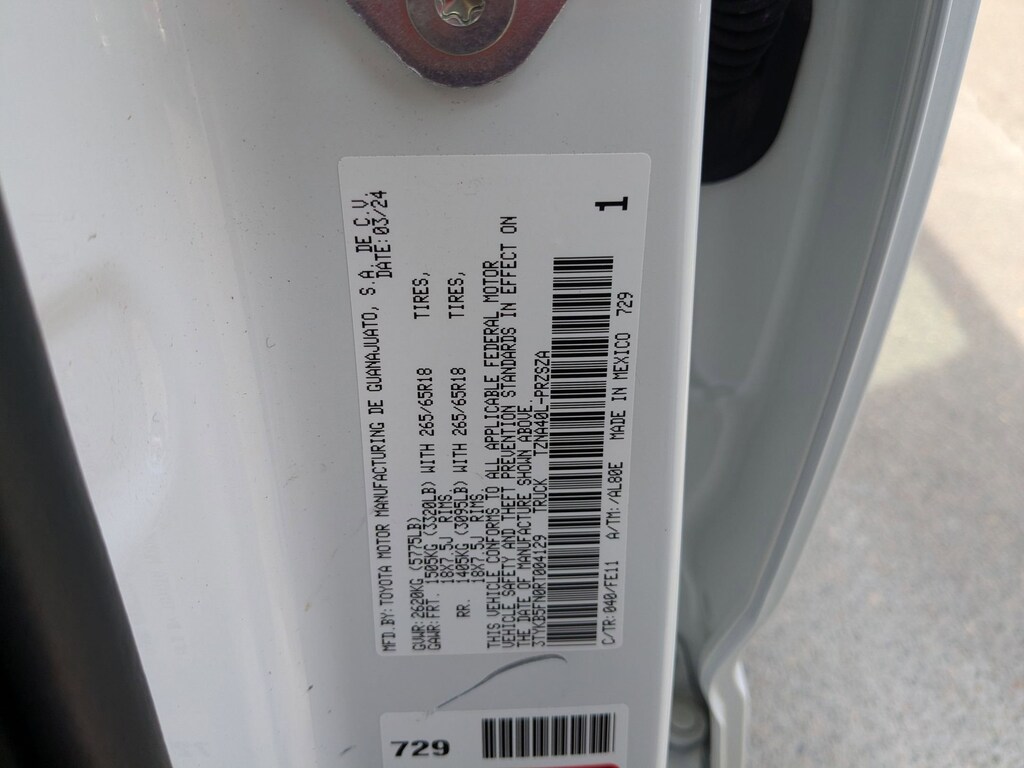 MFD.BY:TOYOTA MOTOR MANUFACTURING DE GUANAJUATO, S.A. DE C.V.
DATE:03/24
GVWR:2620KG (5775LB)
GAWR:FRT. 1505KG (3320LB) WITH 265/65R18 TIRES,
18X7.5J RIMS
RR. 1405KG (3095LB) WITH 265/65R18 TIRES,
18X7.5J RIMS
THIS VEHICLE CONFORMS TO ALL APPLICABLE FEDERAL MOTOR
VEHICLE SAFETY AND THEFT PREVENTION STANDARDS IN EFFECT ON
THE DATE OF MANUFACTURE SHOWN ABOVE.
3TYKB5FN0RT004129 TRUCK TZNA40L-PRZSZA
1
C/TR:040/FE11 A/TM:/AL80E MADE IN MEXICO 729
729